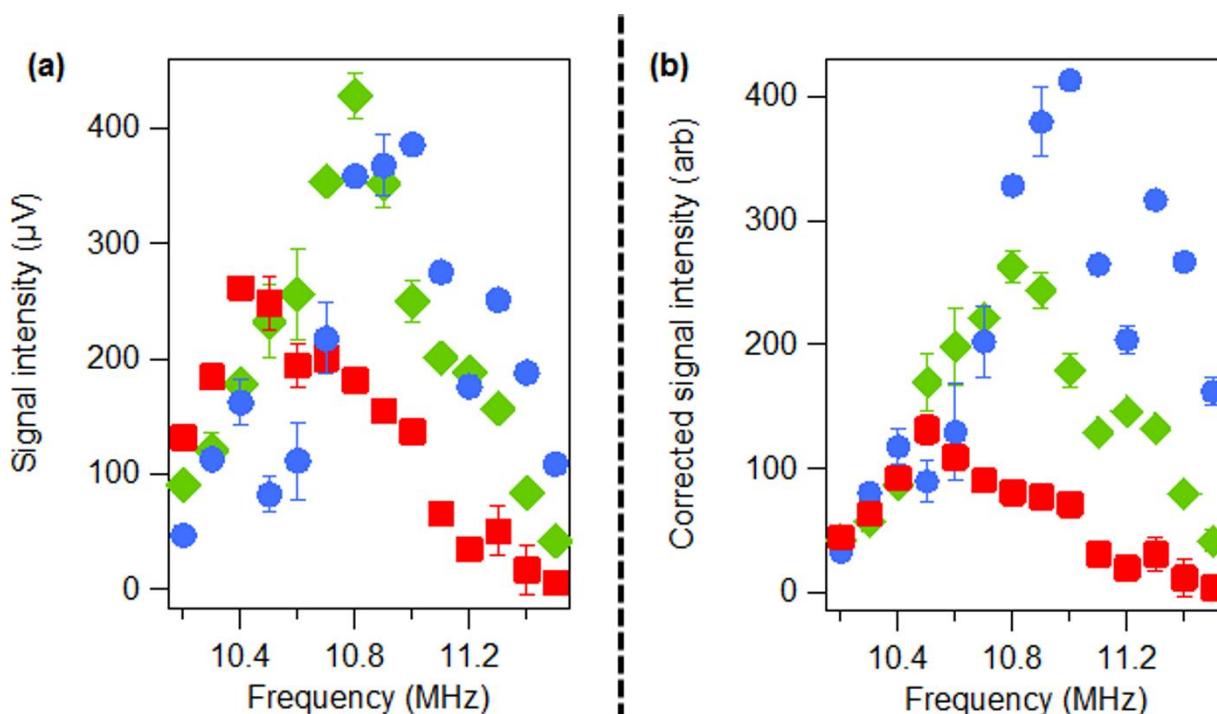 (a)
Signal intensity (µV)
400
300
200
100
0
10.4 10.8 11.2
Frequency (MHz)
(b)
Corrected signal intensity (arb)
400
300
200
100
0
10.4 10.8 11.2
Frequency (MHz)